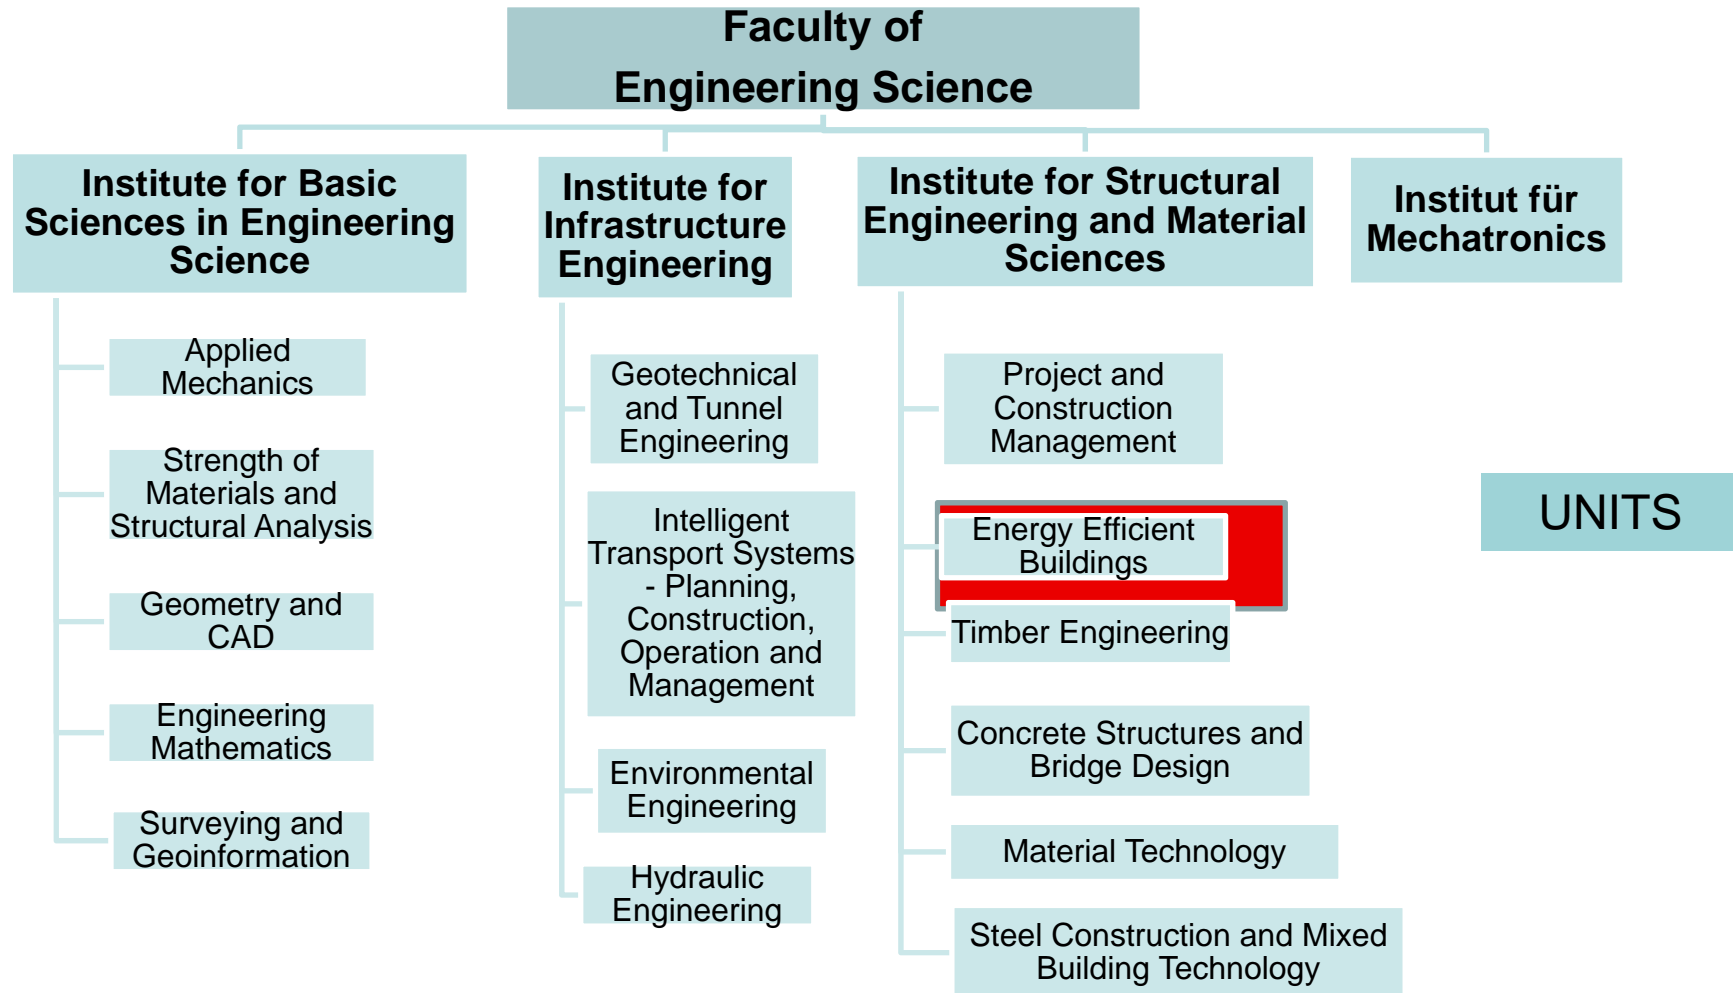 Faculty of
Engineering Science
Institute for Basic
Sciences in Engineering
Science
Institute for
Infrastructure
Engineering
Institute for Structural
Engineering and Material
Sciences
Institut für
Mechatronics
Applied
Mechanics
Strength of
Materials and
Structural Analysis
Geometry and
CAD
Engineering
Mathematics
Surveying and
Geoinformation
Geotechnical
and Tunnel
Engineering
Intelligent
Transport Systems
- Planning,
Construction,
Operation and
Management
Environmental
Engineering
Hydraulic
Engineering
Project and
Construction
Management
Energy Efficient
Buildings
Timber Engineering
Concrete Structures and
Bridge Design
Material Technology
Steel Construction and Mixed
Building Technology
UNITS